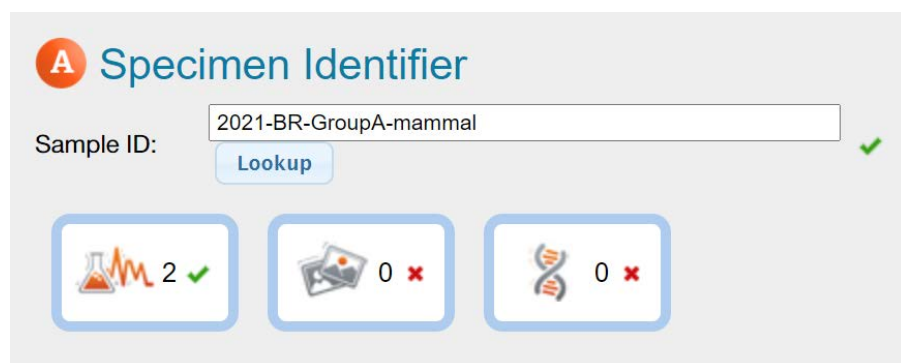 A Specimen Identifier
2021-BR-GroupA-mammal
Sample ID:
Lookup
2 0 0